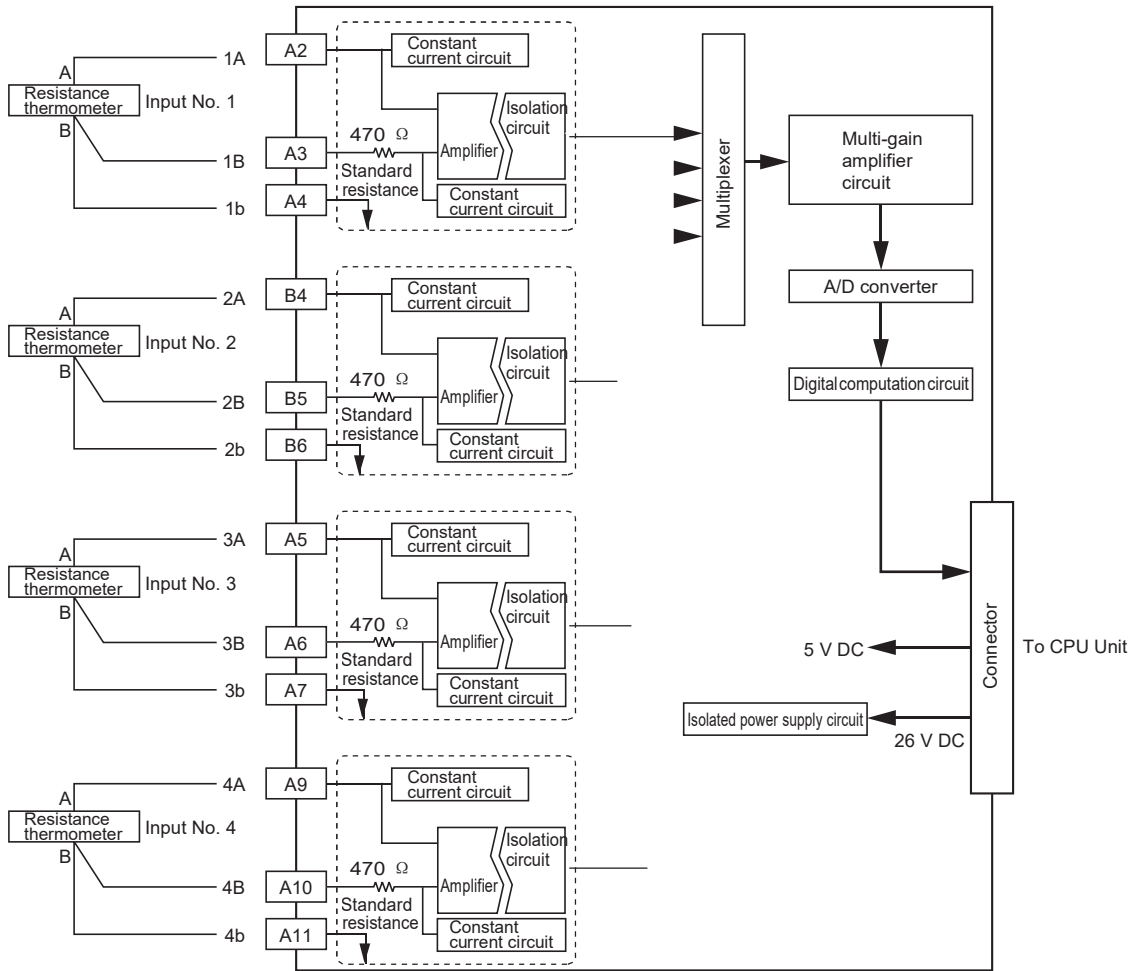 A
Resistance
thermometer
B
Input No. 1
1A
1B
1b
A2
A3
A4
Constant
current circuit
470 Ω
Standard
resistance
Amplifier
Isolation
circuit
Constant
current circuit
A
Resistance
thermometer
B
Input No. 2
2A
2B
2b
B4
B5
B6
Constant
current circuit
470 Ω
Standard
resistance
Amplifier
Isolation
circuit
Constant
current circuit
A
Resistance
thermometer
B
Input No. 3
3A
3B
3b
A5
A6
A7
Constant
current circuit
470 Ω
Standard
resistance
Amplifier
Isolation
circuit
Constant
current circuit
A
Resistance
thermometer
B
Input No. 4
4A
4B
4b
A9
A10
A11
Constant
current circuit
470 Ω
Standard
resistance
Amplifier
Isolation
circuit
Constant
current circuit
Multiplexer
Multi-gain
amplifier
circuit
A/D converter
Digital computation circuit
5 V DC
Isolated power supply circuit
26 V DC
Connector
To CPU Unit